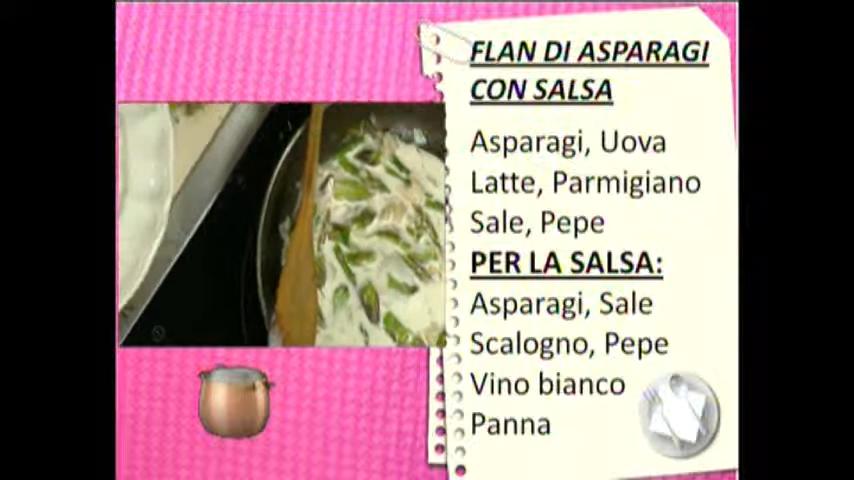 FLAN DI ASPARAGI
CON SALSA
Asparagi, Uova
Latte, Parmigiano
Sale, Pepe
PER LA SALSA:
Asparagi, Sale
Scalogno, Pepe
Vino bianco
Panna